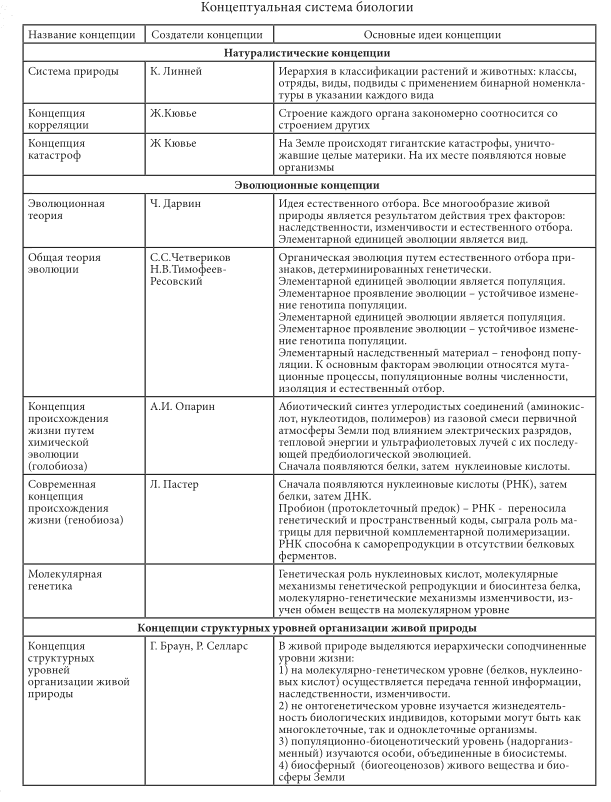 Концептуальная система биологии
Название концепции Создатели концепции Основные идеи концепции
Натуралистические концепции
Система природы К. Линней Иерархия в классификации растений и животных: классы,
отряды, виды, подвиды с применением бинарной номенкла-
туры в указании каждого вида
Концепция Ж.Кювье Строение каждого органа закономерно соотносится со
корреляции строением других
Концепция Ж Кювье На Земле происходят гигантские катастрофы, уничто-
катастроф жавшие целые материки. На их месте появляются новые
организмы
Эволюционные концепции
Эволюционная Ч. Дарвин Идея естественного отбора. Все многообразие живой
теория природы является результатом действия трех факторов:
наследственности, изменчивости и естественного отбора.
Элементарной единицей эволюции является вид.
Общая теория С.С.Четвериков Органическая эволюция путем естественного отбора при-
эволюции Н.В.Тимофеев- знаков, детерминированных генетически.
Ресовский Элементарной единицей эволюции является популяция.
Элементарное проявление эволюции – устойчивое измене-
ние генотипа популяции.
Элементарной единицей эволюции является популяция.
Элементарное проявление эволюции – устойчивое измене-
ние генотипа популяции.
Элементарный наследственный материал – генофонд попу-
ляции. К основным факторам эволюции относятся мута-
ционные процессы, популяционные волны численности,
изоляция и естественный отбор.
Концепция А.И. Опарин Абиотический синтез углеродистых соединений (аминокис-
происхождения лот, нуклеотидов, полимеров) из газовой смеси первичной
жизни путем атмосферы Земли под влиянием электрических разрядов,
химической тепловой энергии и ультрафиолетовых лучей с их последу-
эволюции ющей предбиологической эволюцией.
(голобиоза) Сначала появляются белки, затем нуклеиновые кислоты.
Современная Л. Пастер Сначала появляются нуклеиновые кислоты (РНК), затем
концепция белки, затем ДНК.
происхождения Пробион (протоклеточный предок) – РНК - переносила
жизни (генобиоза) генетический и пространственный коды, сыграла роль ма-
трицы для первичной комплементарной полимеризации.
РНК способна к саморепродукции в отсутствии белковых
ферментов.
Молекулярная Генетическая роль нуклеиновых кислот, молекулярные
генетика механизмы генетической репродукции и биосинтеза белка,
молекулярно-генетические механизмы изменчивости, из-
учен обмен веществ на молекулярном уровне
Концепции структурных уровней организации живой природы
Концепция Г. Браун, Р. Селларс В живой природе выделяются иерархически соподчиненные
структурных уровни жизни:
уровней 1) на молекулярно-генетическом уровне (белков, нуклеино-
организации живой вых кислот) осуществляется передача генной информации,
природы наследственности, изменчивости.
2) не онтогенетическом уровне изучается жизнедеятель-
ность биологических индивидов, которыми могут быть как
многоклеточные, так и одноклеточные организмы.
3) популяционно-биоценотический уровень (надорганиз-
менный) изучаются особи, объединенные в биосистемы.
4) биосферный (биогеоценозов) живого вещества и био-
сферы Земли